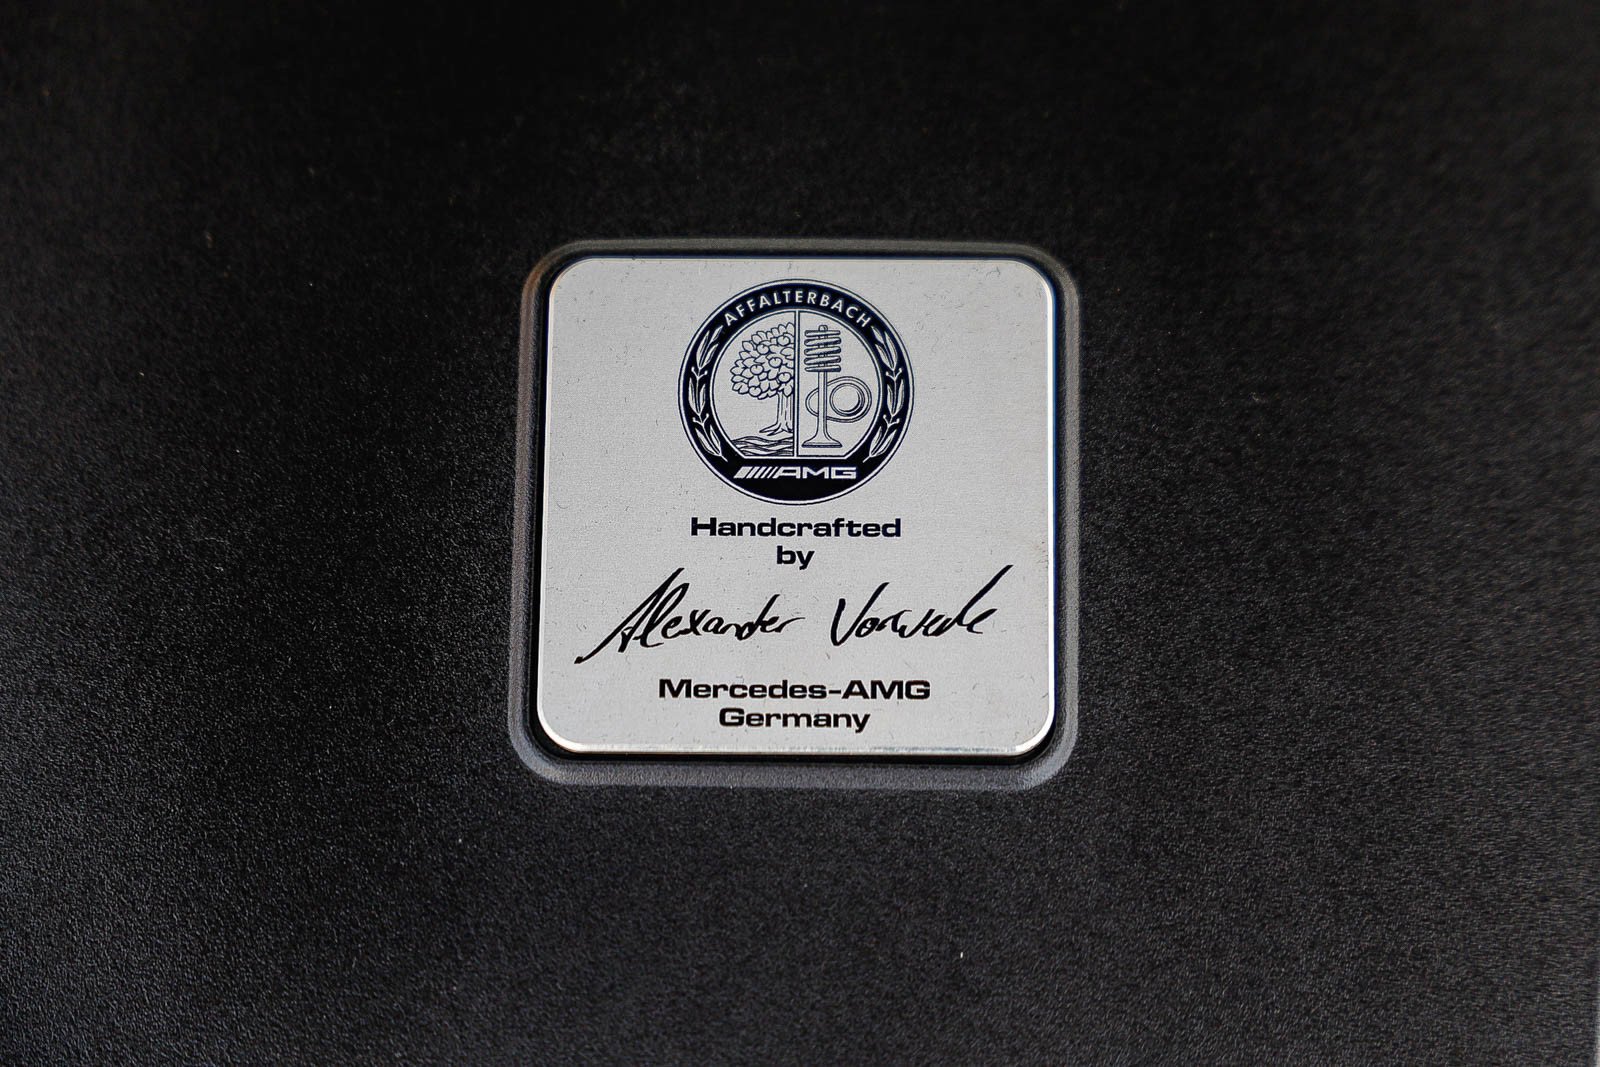 AFFALTERBACH
AMG
Handcrafted
by
Alexander Vorwerk
Mercedes-AMG
Germany